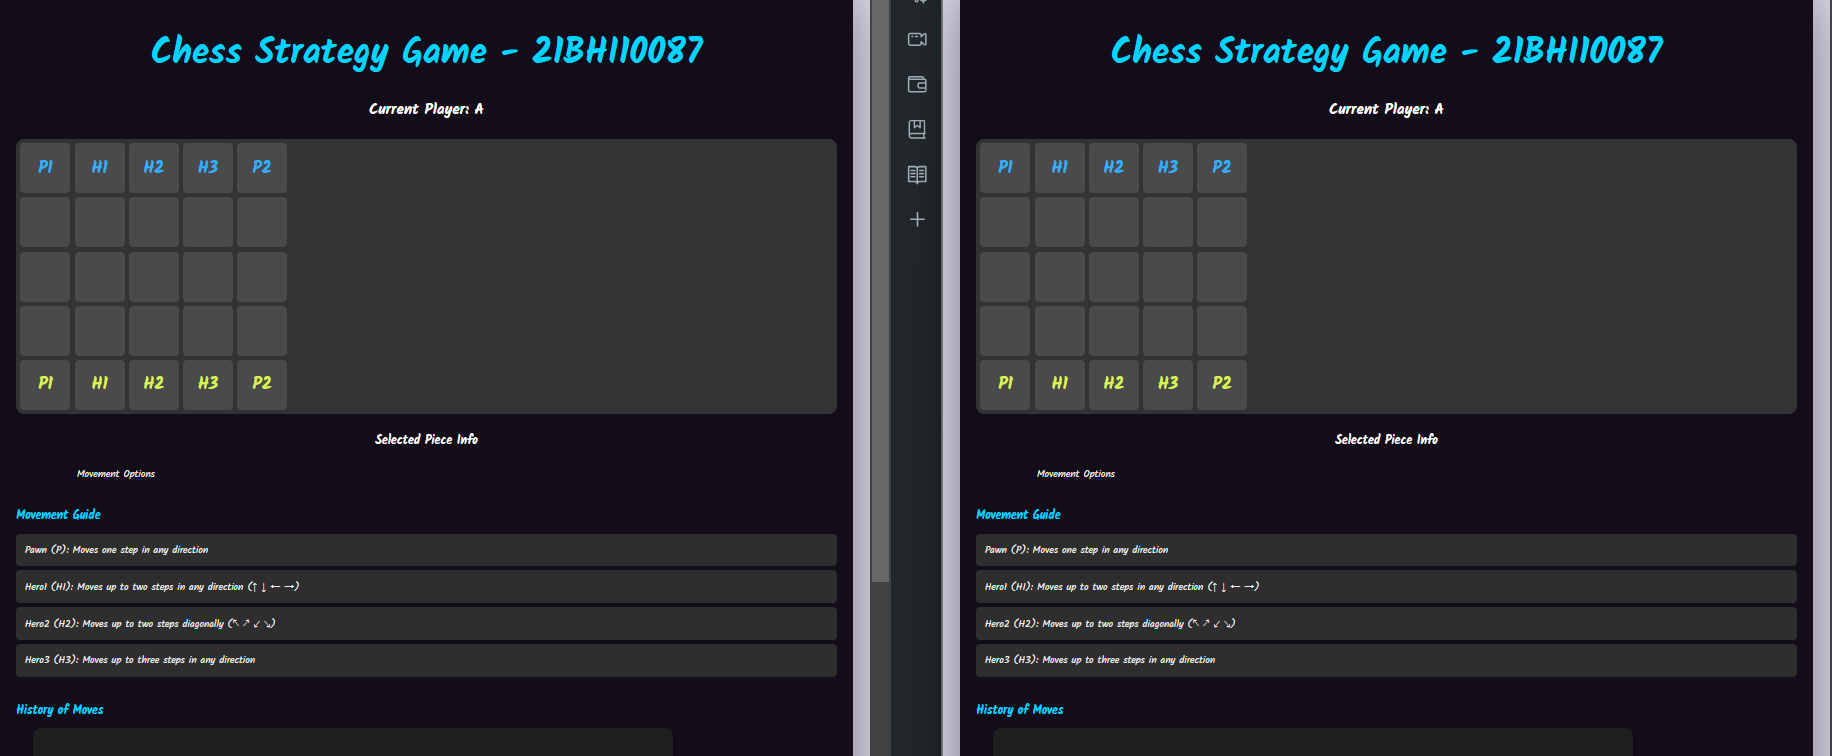 Chess Strategy Game - 21BH110087
Current Player: A
P1 H1 H2 H3 P2
P1 H1 H2 H3 P2
Selected Piece Info
Movement Options
Movement Guide
Pawn (P): Moves one step in any direction
Hero1 (H1): Moves up to two steps in any direction (↑ ↓ ← →)
Hero2 (H2): Moves up to two steps diagonally (↖ ↗ ↙ ↘)
Hero3 (H3): Moves up to three steps in any direction
History of Moves
Chess Strategy Game - 21BH110087
Current Player: A
P1 H1 H2 H3 P2
P1 H1 H2 H3 P2
Selected Piece Info
Movement Options
Movement Guide
Pawn (P): Moves one step in any direction
Hero1 (H1): Moves up to two steps in any direction (↑ ↓ ← →)
Hero2 (H2): Moves up to two steps diagonally (↖ ↗ ↙ ↘)
Hero3 (H3): Moves up to three steps in any direction
History of Moves